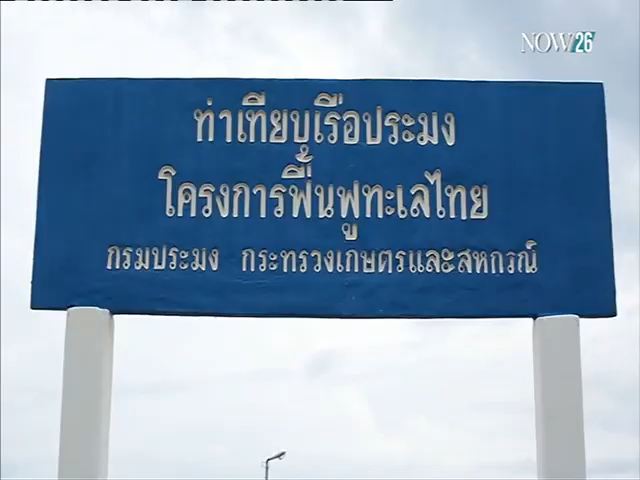 NOW26
ท่าเทียบเรือประมง
โครงการฟื้นฟูทะเลไทย
กรมประมง กระทรวงเกษตรและสหกรณ์